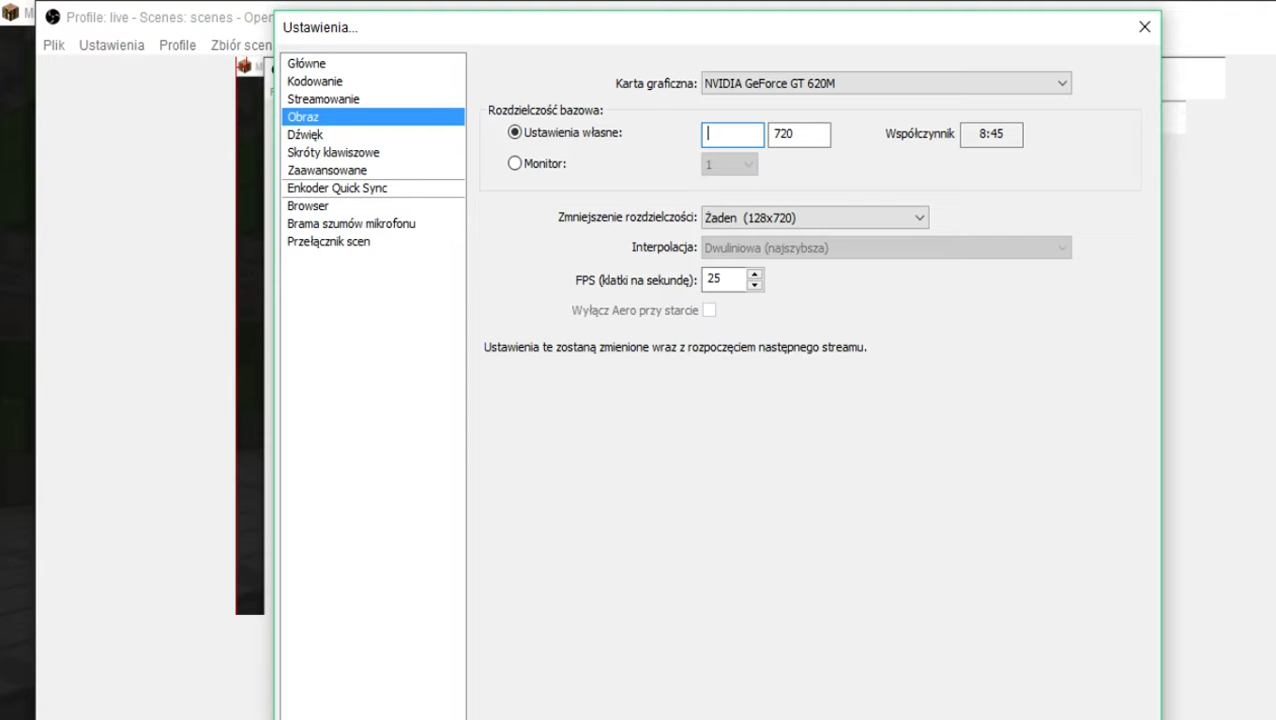 Profile: live - Scenes: scenes - Open
Plik Ustawienia Profile Zbiór scen
Ustawienia...
Główne
Kodowanie
Streamowanie
Obraz
Dźwięk
Skróty klawiszowe
Zaawansowane
Enkoder Quick Sync
Browser
Brama szumów mikrofonu
Przełącznik scen
Karta graficzna: NVIDIA GeForce GT 620M
Rozdzielczość bazowa:
Ustawienia własne: 720 Współczynnik 8:45
Monitor: 1
Zmniejszenie rozdzielczości: Żaden (128x720)
Interpolacja: Dwuliniowa (najszybsza)
FPS (klatki na sekundę): 25
Wyłącz Aero przy starcie
Ustawienia te zostaną zmienione wraz z rozpoczęciem następnego streamu.